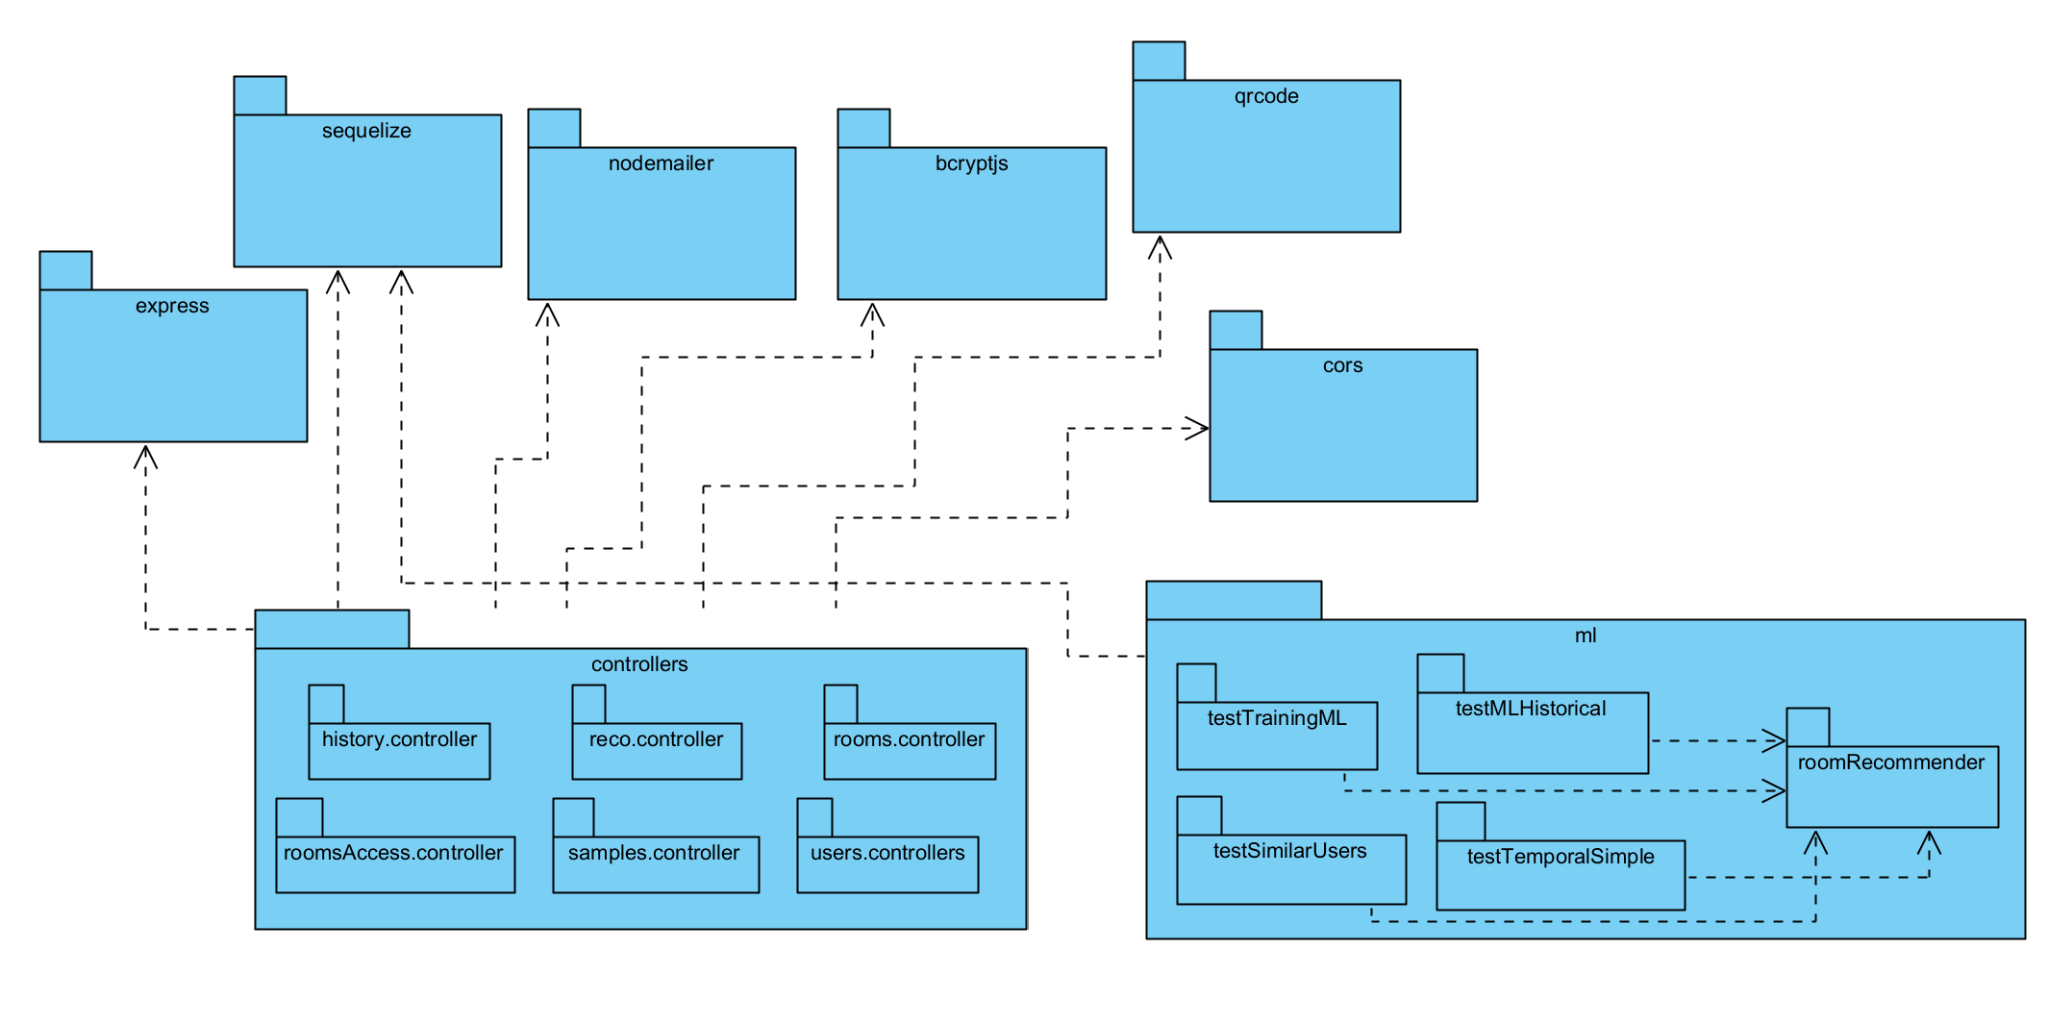 qrcode
sequelize
nodemailer
bcryptjs
express
cors
controllers
history.controller
reco.controller
rooms.controller
roomsAccess.controller
samples.controller
users.controllers
ml
testTrainingML
testMLHistorical
roomRecommender
testSimilarUsers
testTemporalSimple